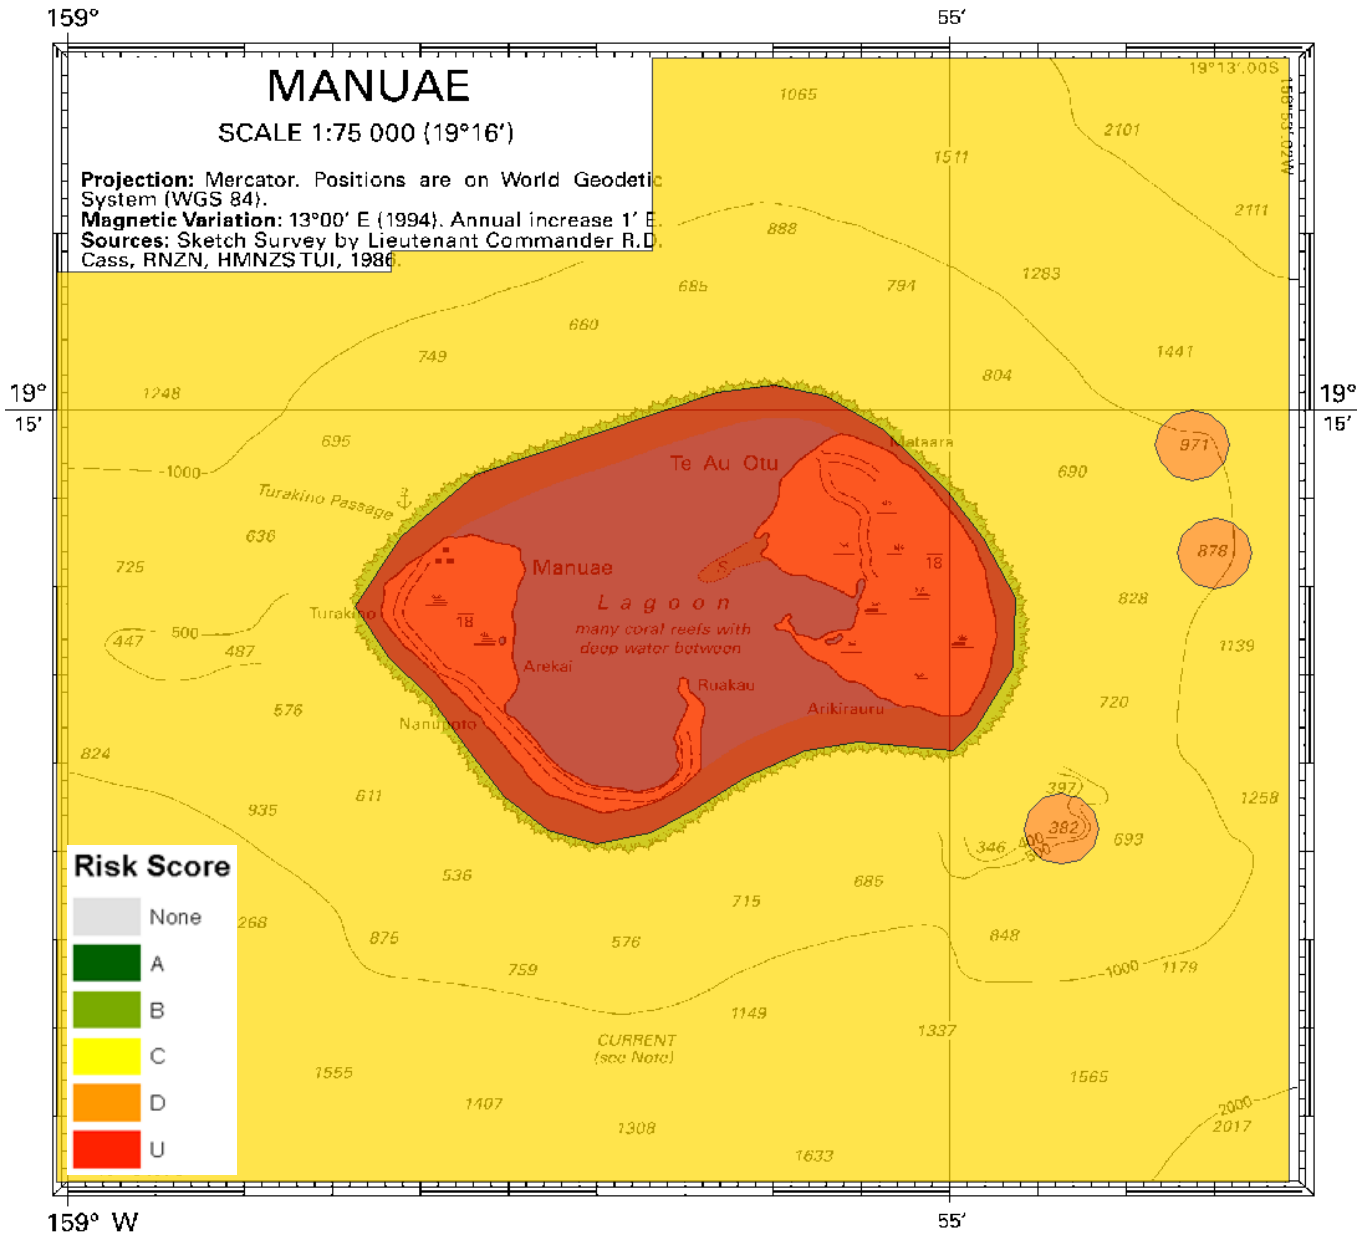 159°
55′
MANUAE
SCALE 1:75 000 (19°16′)
Projection: Mercator. Positions are on World Geodetic
System (WGS 84).
Magnetic Variation: 13°00′ E (1994). Annual increase 1′ E.
Sources: Sketch Survey by Lieutenant Commander R.D.
Cass, RNZN, HMNZS TUI, 1986.
19°13′.00S
1065
2101
1511
2111
888
1283
685
794
660
749
1441
804
1248
19°
15′
19°
15′
695
971
Mataara
Te Au Otu
690
1000
Turakino Passage
636
878
725
Manuae
S
18
828
Lagoon
Turakino
18
many coral reefs with
deep water between
500
447
487
1139
Arekai
Ruakau
576
Arikirauru
720
Nanupoto
824
397
611
935
1258
382
400
500
346
693
Risk Score
None
A
B
C
D
U
536
685
715
268
875
576
848
759
1000
1179
1149
CURRENT
(see Note)
1337
1555
1565
1407
1308
2000
2017
1633
159° W
55′